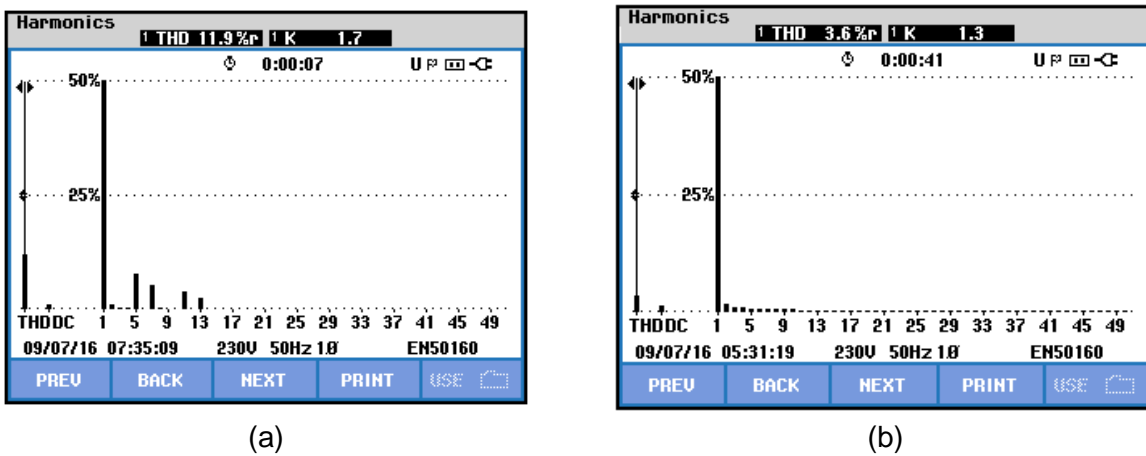 Harmonics
1 THD 11.9%r 1 K 1.7
0:00:07 U
50%
25%
THDDC 1 5 9 13 17 21 25 29 33 37 41 45 49
09/07/16 07:35:09 230V 50Hz 1Ø EN50160
PREV BACK NEXT PRINT USE
(a)
Harmonics
1 THD 3.6%r 1 K 1.3
0:00:41 U
50%
25%
THDDC 1 5 9 13 17 21 25 29 33 37 41 45 49
09/07/16 05:31:19 230V 50Hz 1Ø EN50160
PREV BACK NEXT PRINT USE
(b)